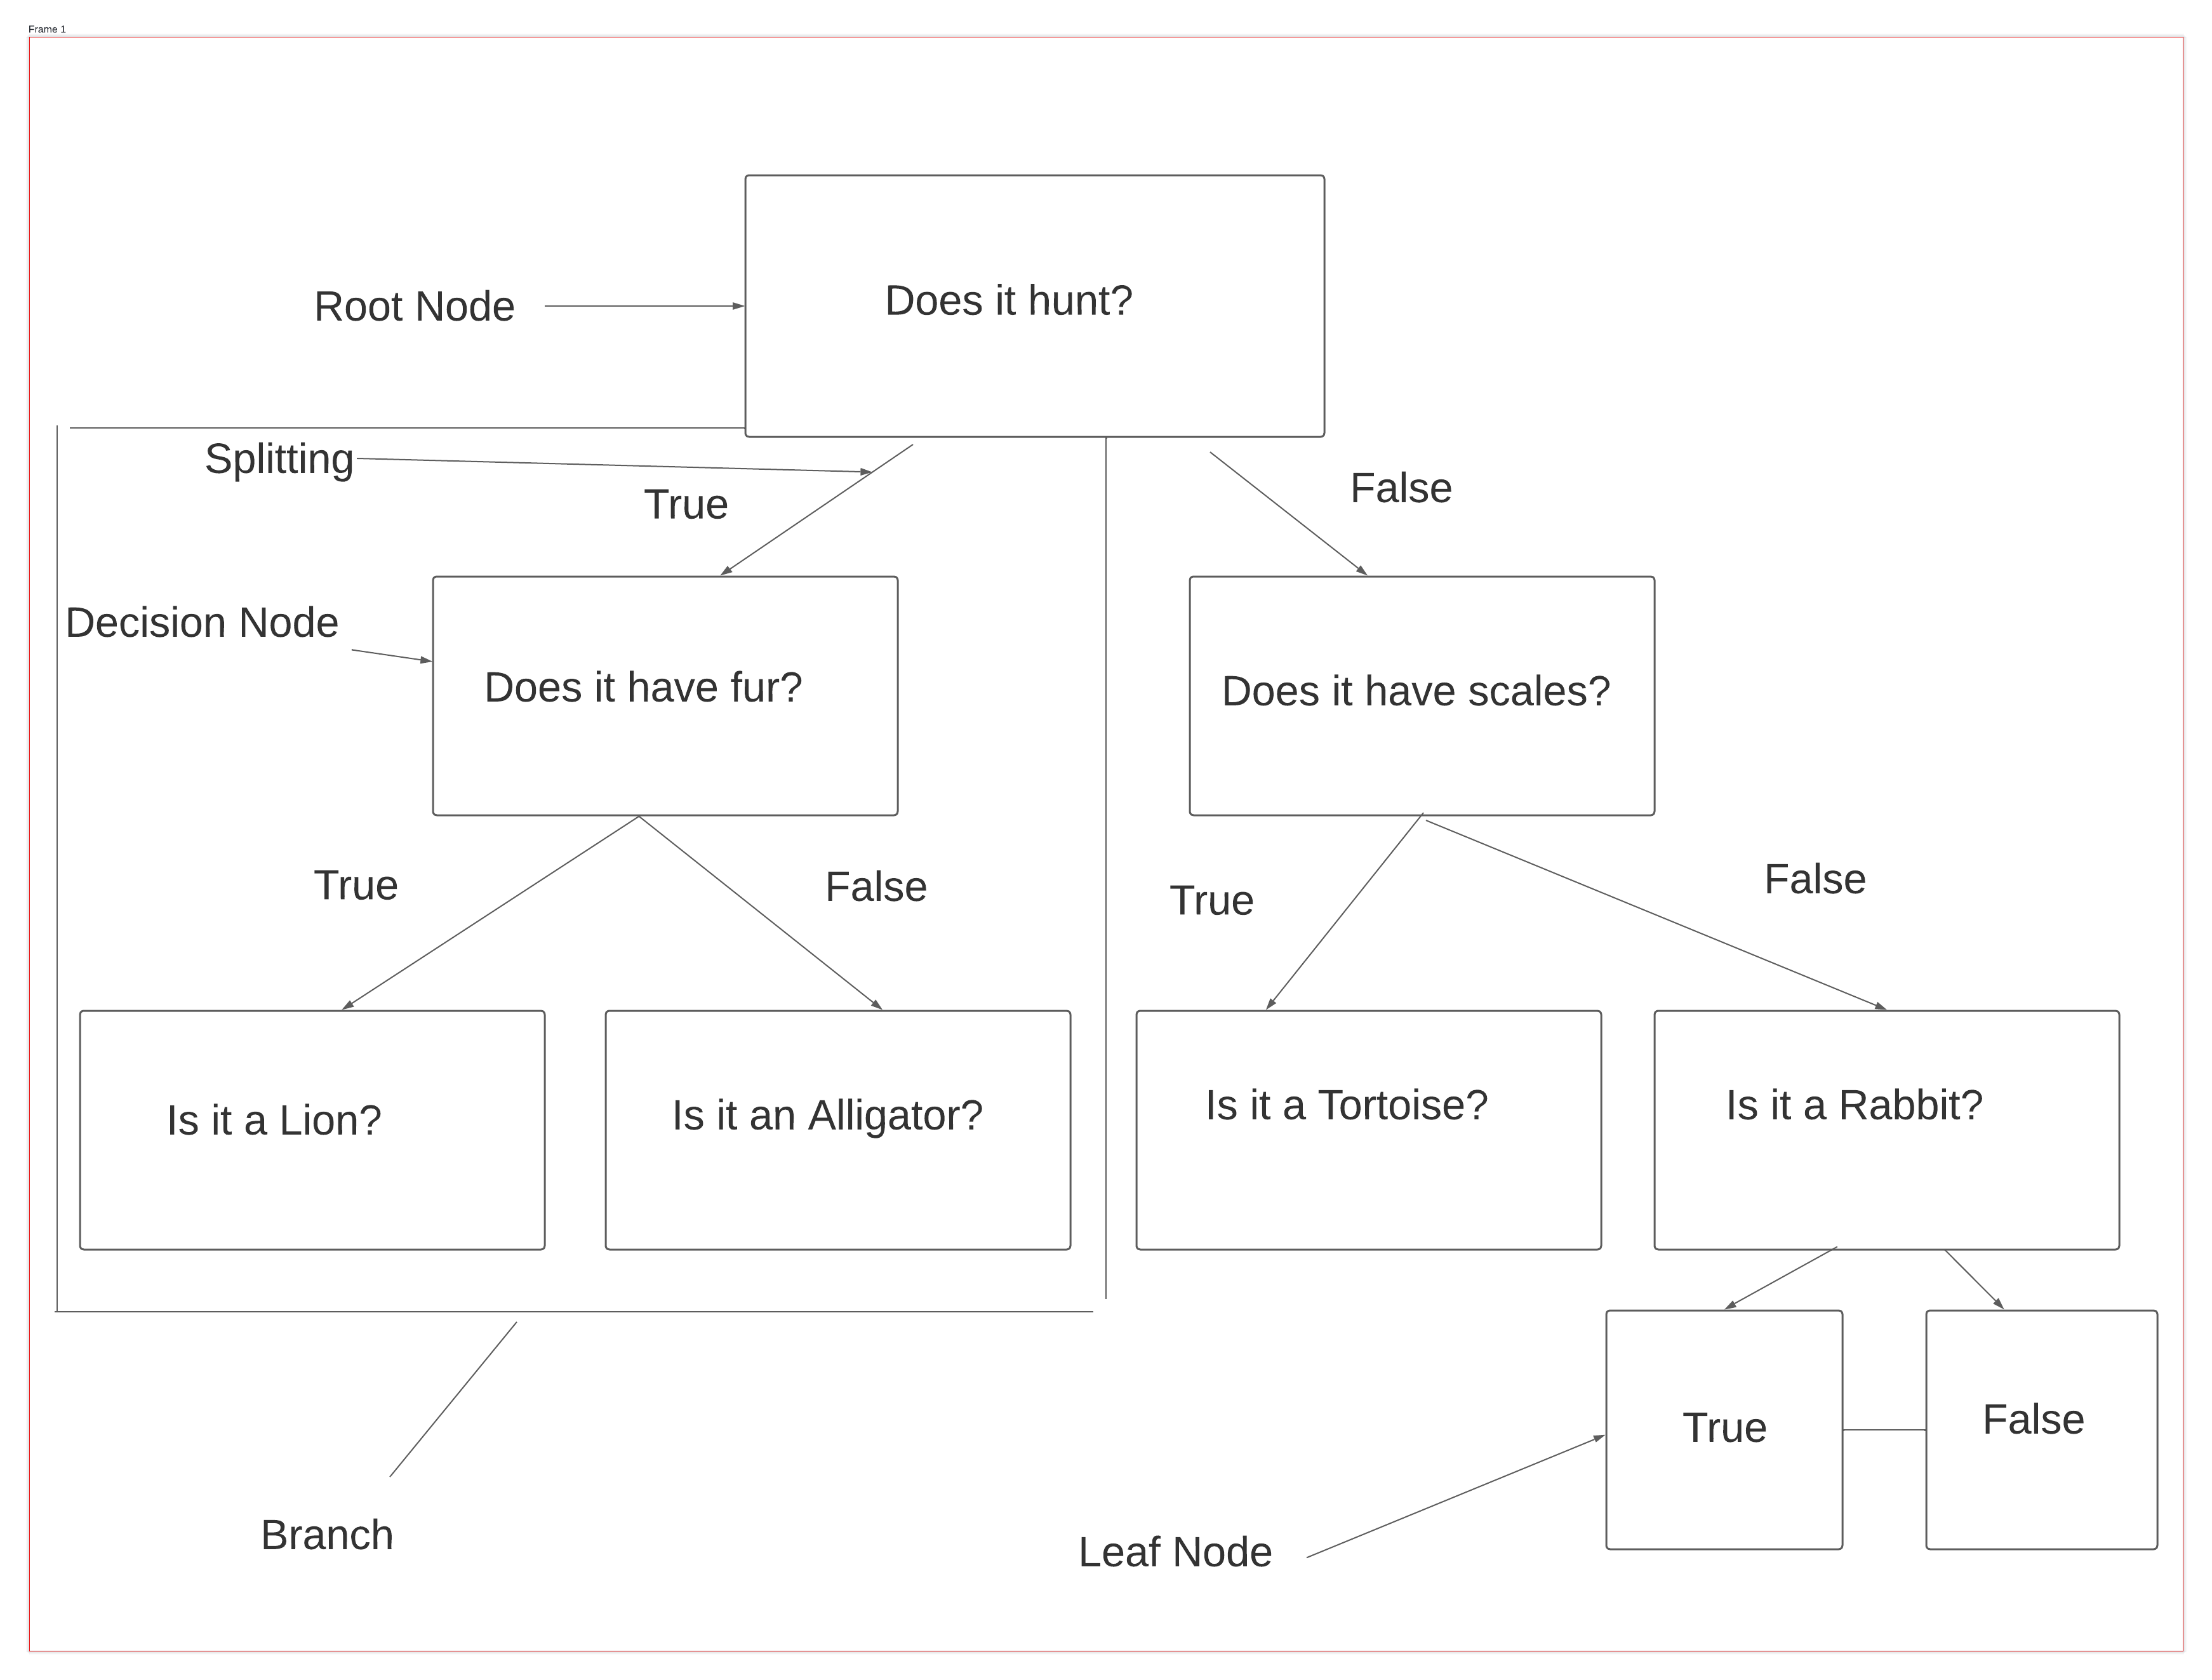 Frame 1
Does it hunt?
Root Node
Splitting
True
False
Decision Node
Does it have fur?
Does it have scales?
True
False
True
False
Is it a Lion?
Is it an Alligator?
Is it a Tortoise?
Is it a Rabbit?
True
False
Branch
Leaf Node